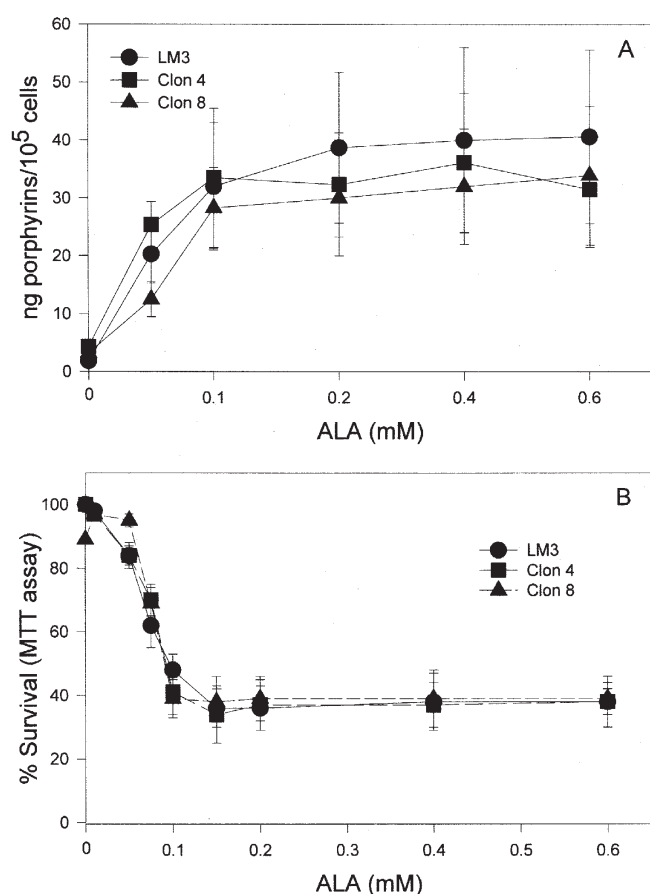 A
LM3
Clon 4
Clon 8
60
50
40
30
20
10
0
ng porphyrins/10⁵ cells
0 0.1 0.2 0.4 0.6
ALA (mM)
B
LM3
Clon 4
Clon 8
100
80
60
40
20
0
% Survival (MTT assay)
0 0.1 0.2 0.3 0.4 0.5 0.6
ALA (mM)